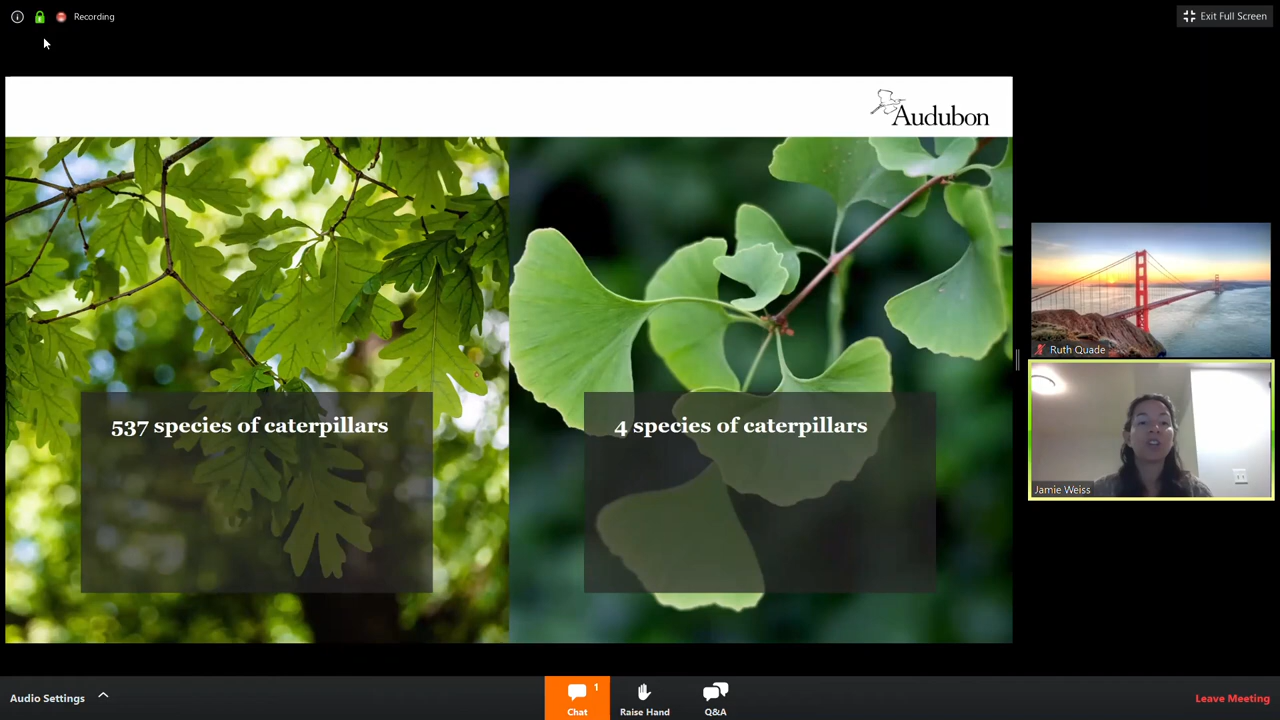 Recording
Exit Full Screen
Audubon
537 species of caterpillars
4 species of caterpillars
Ruth Quade
Jamie Weiss
Audio Settings
1
Chat
Raise Hand
Q&A
Leave Meeting